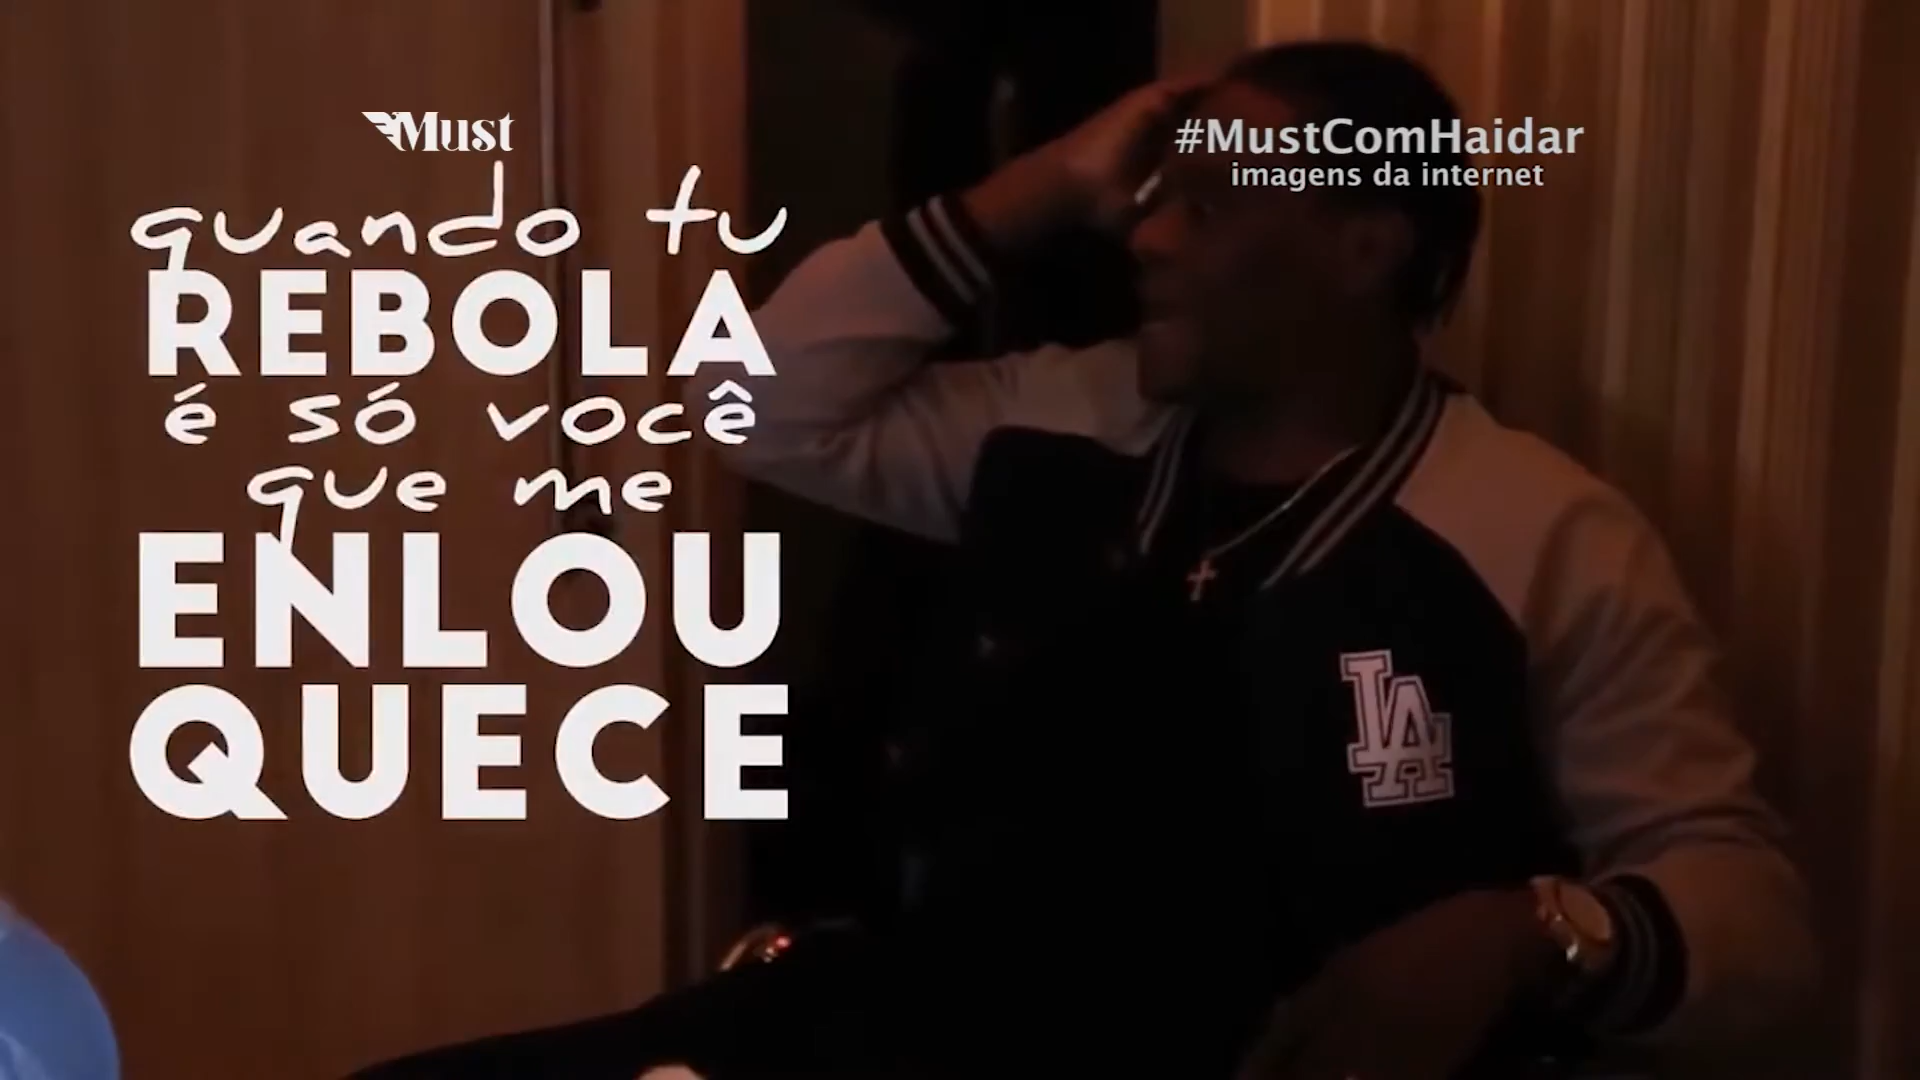 Must
#MustComHaidar
imagens da internet
quando tu
REBOLA
é só você
que me
ENLOU
QUECE
LA